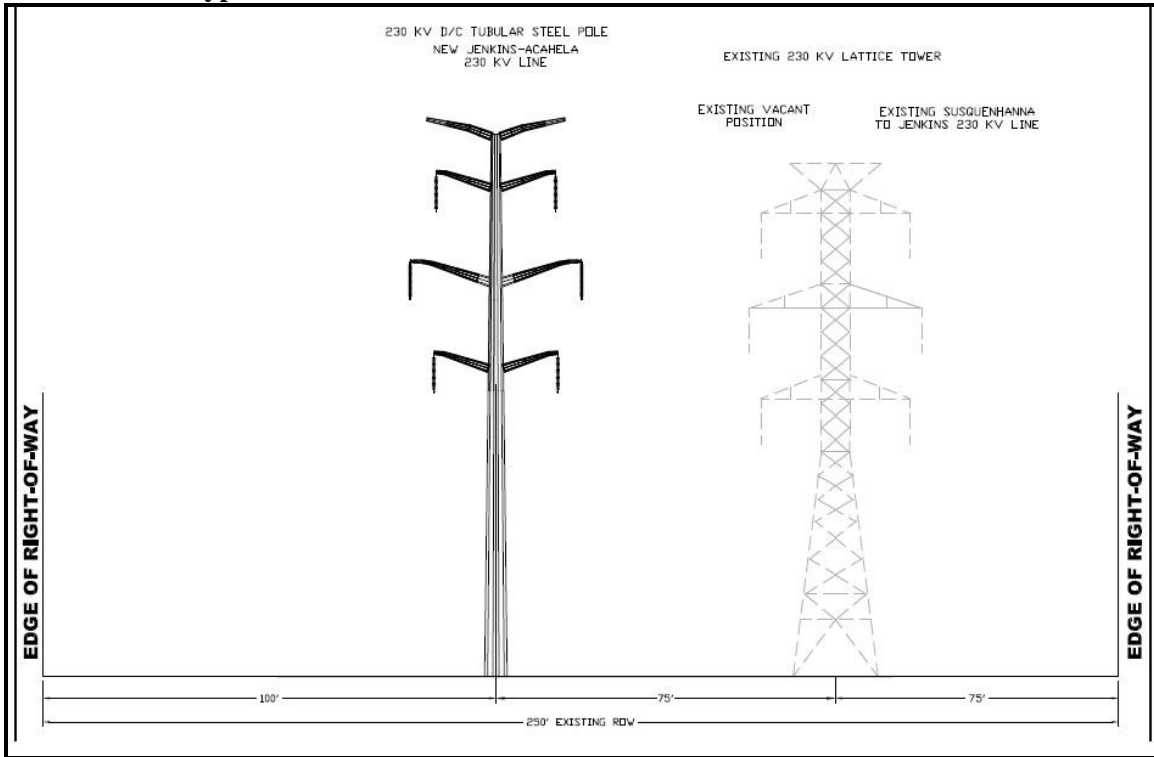 230 KV D/C TUBULAR STEEL POLE
NEW JENKINS-ACAHELA
230 KV LINE
EXISTING 230 KV LATTICE TOWER
EXISTING VACANT
POSITION
EXISTING SUSQUENHANNA
TO JENKINS 230 KV LINE
EDGE OF RIGHT-OF-WAY
EDGE OF RIGHT-OF-WAY
100'
75'
75'
250' EXISTING ROW